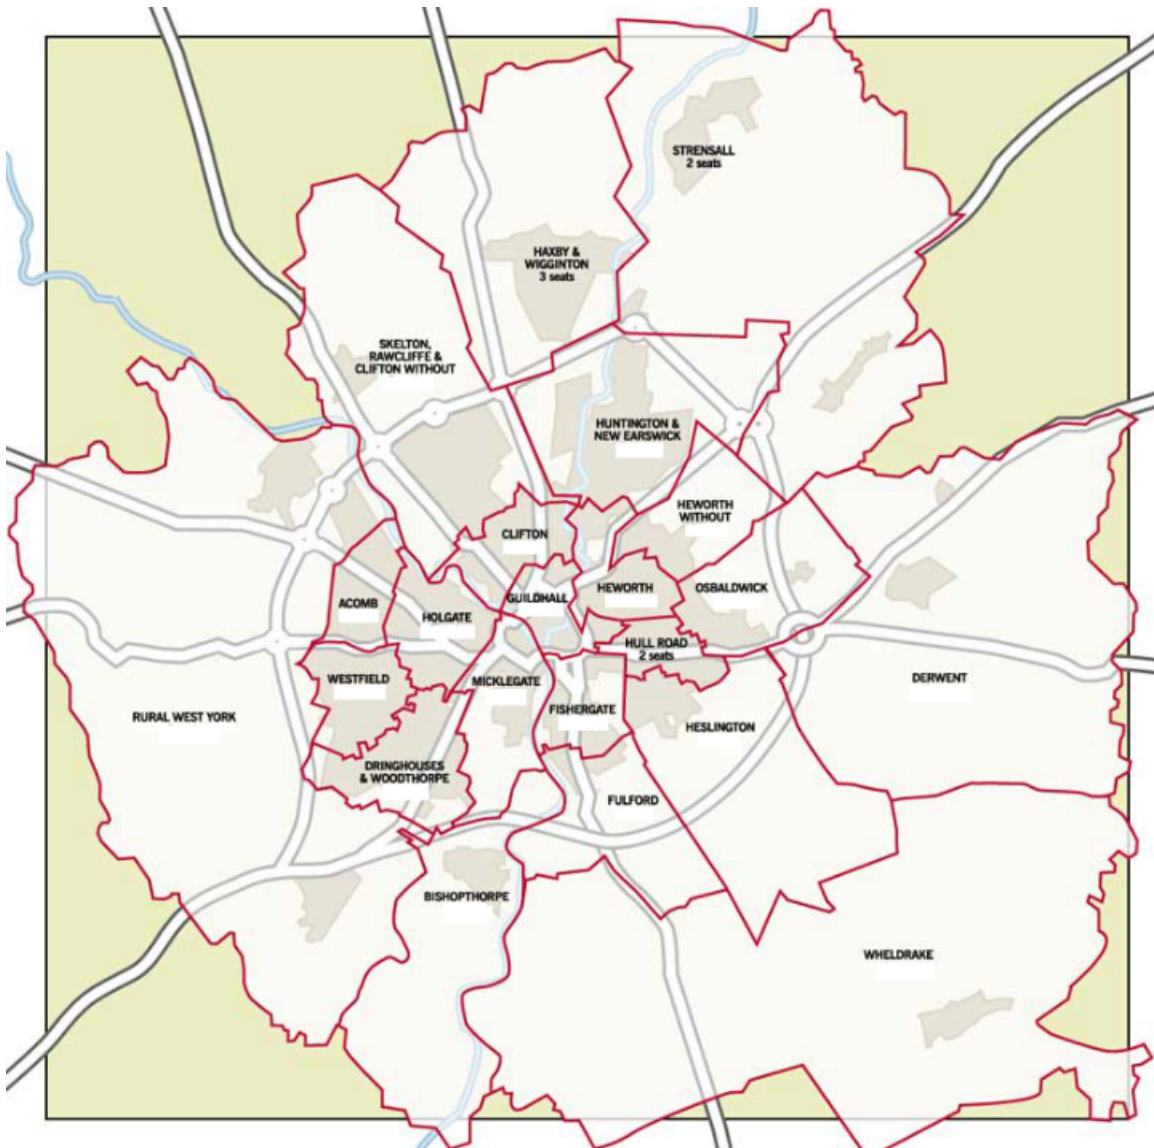 STRENSALL
2 seats
HAXBY &
WIGGINTON
3 seats
SKELTON,
RAWCLIFFE &
CLIFTON WITHOUT
HUNTINGTON &
NEW EARSWICK
HEWORTH
WITHOUT
CLIFTON
OSBALDWICK
HEWORTH
GUILDHALL
ACOMB
HOLGATE
HULL ROAD
2 seats
WESTFIELD
MICKLEGATE
DERWENT
FISHERGATE
RURAL WEST YORK
HESLINGTON
DRINGHOUSES
& WOODTHORPE
FULFORD
BISHOPTHORPE
WHELDRAKE